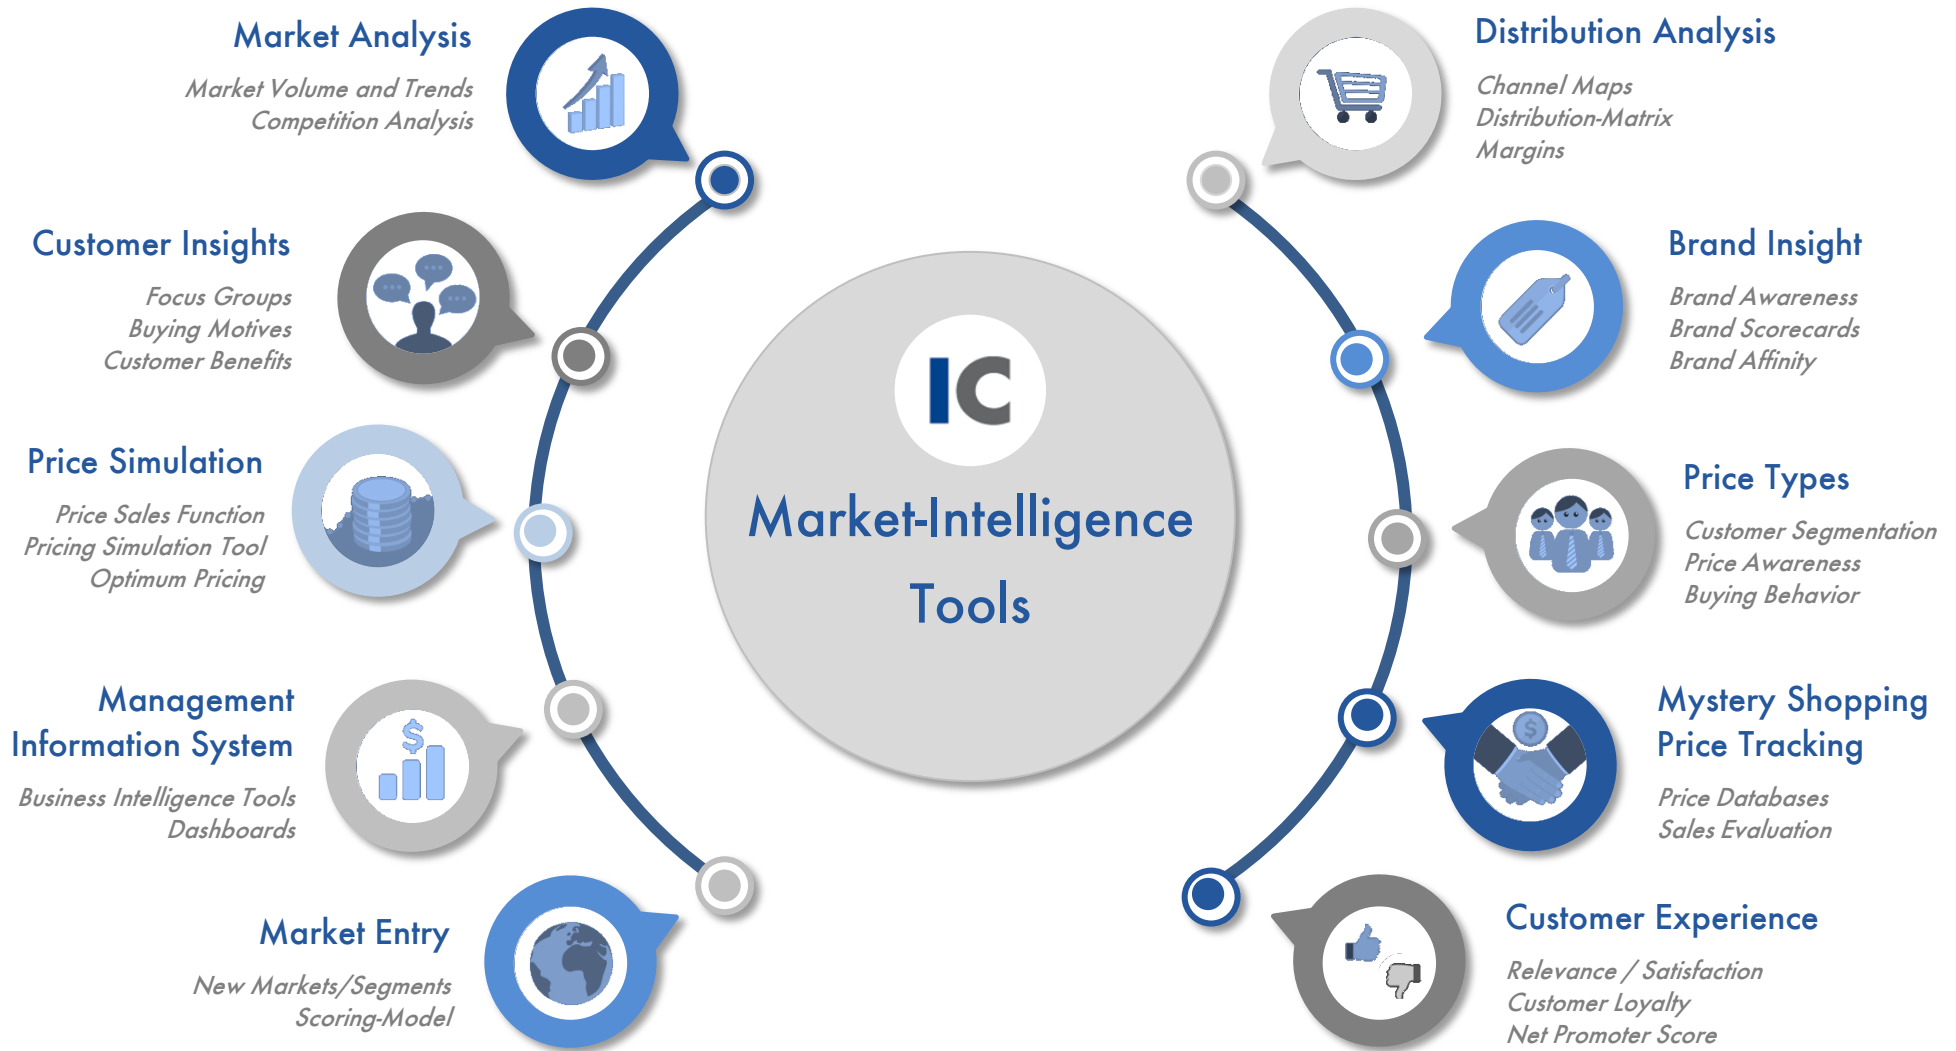 Market Analysis
Market Volume and Trends
Competition Analysis
Customer Insights
Focus Groups
Buying Motives
Customer Benefits
Price Simulation
Price Sales Function
Pricing Simulation Tool
Optimum Pricing
Management
Information System
$
Business Intelligence Tools
Dashboards
Market Entry
New Markets/Segments
Scoring-Model
IC
Market-Intelligence
Tools
Distribution Analysis
Channel Maps
Distribution-Matrix
Margins
Brand Insight
Brand Awareness
Brand Scorecards
Brand Affinity
Price Types
Customer Segmentation
Price Awareness
Buying Behavior
Mystery Shopping
Price Tracking
$
Price Databases
Sales Evaluation
Customer Experience
Relevance / Satisfaction
Customer Loyalty
Net Promoter Score